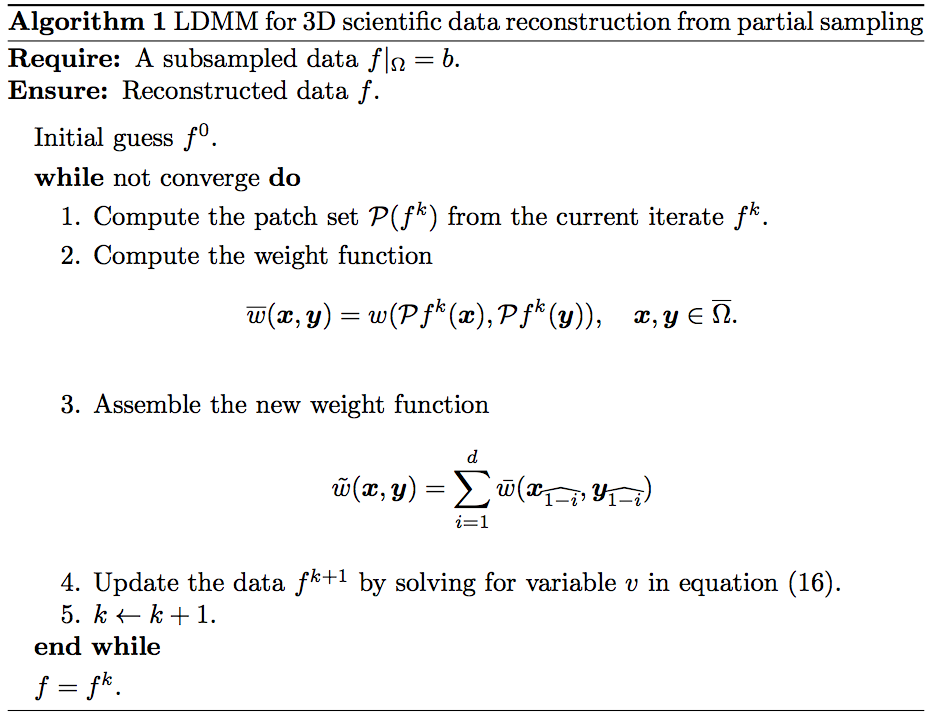 Algorithm 1 LDMM for 3D scientific data reconstruction from partial sampling
Require: A subsampled data $f|_\Omega = b$.
Ensure: Reconstructed data $f$.
Initial guess $f^0$.
while not converge do
1. Compute the patch set $\mathcal{P}(f^k)$ from the current iterate $f^k$.
2. Compute the weight function
$\overline{w}(\boldsymbol{x}, \boldsymbol{y}) = w(\mathcal{P}f^k(\boldsymbol{x}), \mathcal{P}f^k(\boldsymbol{y})), \quad \boldsymbol{x}, \boldsymbol{y} \in \overline{\Omega}.$
3. Assemble the new weight function
$\tilde{w}(\boldsymbol{x}, \boldsymbol{y}) = \sum_{i=1}^{d} \bar{w}(\boldsymbol{x}_{\widehat{1-i}}, \boldsymbol{y}_{\widehat{1-i}})$
4. Update the data $f^{k+1}$ by solving for variable $v$ in equation (16).
5. $k \leftarrow k + 1$.
end while
$f = f^k$.